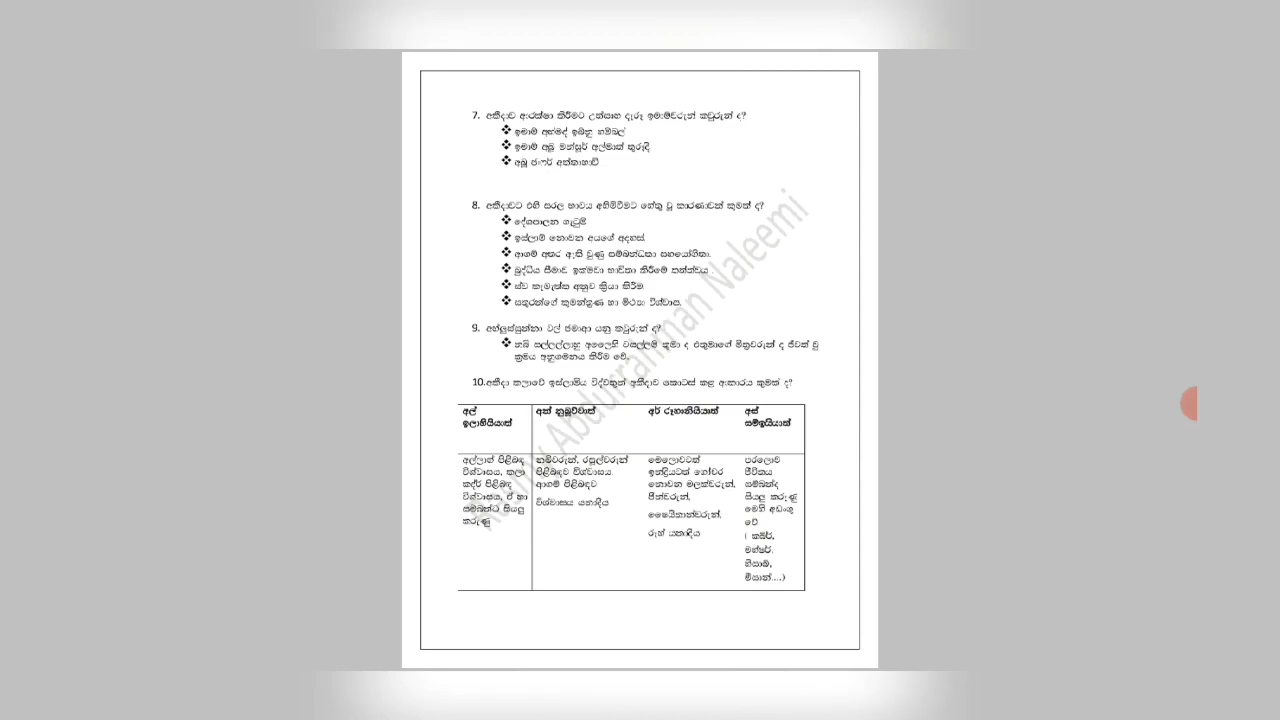 7. අකීදාව ආරක්ෂා කිරීමට උත්සාහ දැරූ ඉමාම්වරුන් කවුරුන් ද?
❖ ඉමාම් අහ්මද් ඉබ්නු හම්බල්
❖ ඉමාම් අබූ මන්සූර් අල්මාත් තුරුදි
❖ අබූ ජෆර් අත්තාහාවි
8. අකීදාවට එහි සරල භාවය අහිමිවීමට හේතු වූ කාරණාවන් කුමක් ද?
❖ දේශපාලන ගැටුම්
❖ ඉස්ලාම් නොවන අයගේ අදහස්
❖ ආගම් අතර ඇති වුණු සම්බන්ධතා සහයෝගිතා.
❖ බුද්ධිය සීමාව ඉක්මවා භාවිතා කිරීමේ තත්ත්වය .
❖ ස්ව කැමැත්ත අනුව ක්‍රියා කිරීම
❖ සතුරන්ගේ කුමන්ත්‍රණ හා මිථ්‍යා විශ්වාස.
9. අහ්ලුස්සුන්නා වල් ජමාආ යනු කවුරුන් ද?
❖ නබි සල්ලල්ලාහු අලෛහි වසල්ලම් තුමා ද එතුමාගේ මිත්‍රවරුන් ද ජීවත් වු
ක්‍රමය අනුගමනය කිරීම වේ.
10.අකීදා කලාවේ ඉස්ලාමිය විද්වතුන් අකීදාව කොටස් කළ ආකාරය කුමක් ද?
අල් ඉලාහියියාත්
අන් නුබූව්වාත්
අර් රූහානියියාත්
අස් සම්ඉයියාත්
අල්ලාහ් පිළිබඳ
විශ්වාසය, කලා
කද්ර් පිළිබඳ
විශ්වාසය, ඒ හා
සම්බන්ධ සියලු
කරුණු
නබිවරුන්, රසූල්වරුන්
පිළිබඳව විශ්වාසය
ආගම් පිළිබඳව
විශ්වාසය යනාදිය
මෙලොවටත්
ඉන්ද්‍රියටත් ගෝචර
නොවන මලක්වරුන්,
ජින්වරුන්,
ෂෛයිතාන්වරුන්,
රූහ් යනාදිය
පරලොව
ජීවිතය
සම්බන්ද
සියලු කරුණු
මෙහි අඩංගු
වේ
( කබ්ර්,
මහ්ෂර්.
හිසාබ්,
මීසාන්....)
Abdurrahman Naleemi